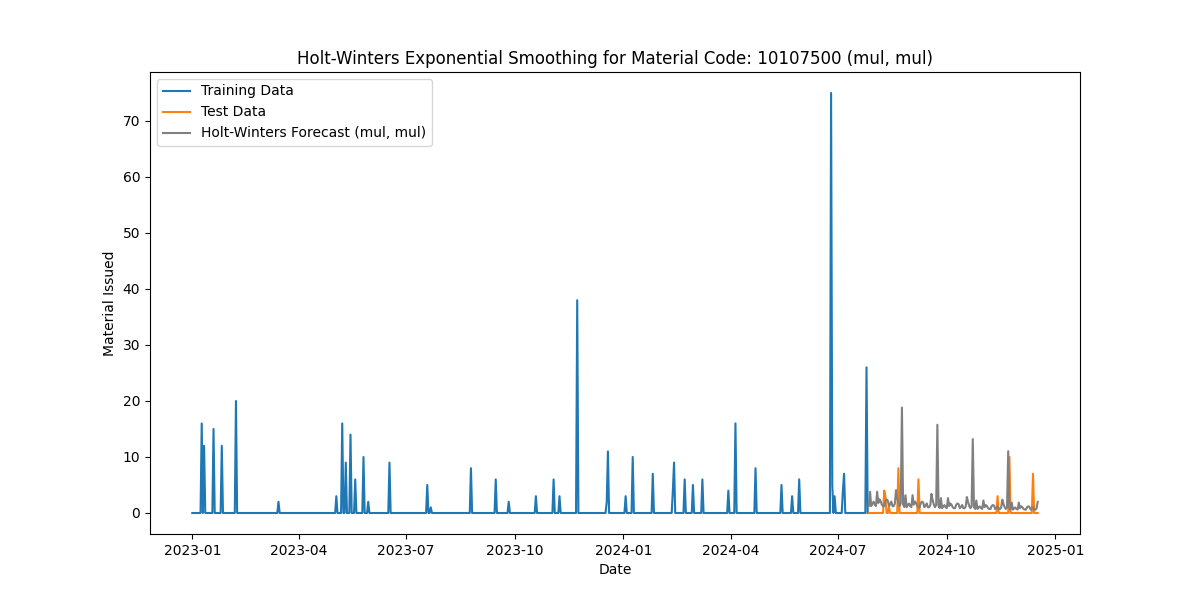 Holt-Winters Exponential Smoothing for Material Code: 10107500 (mul, mul)
Training Data
Test Data
Holt-Winters Forecast (mul, mul)
Material Issued
70
60
50
40
30
20
10
0
2023-01 2023-04 2023-07 2023-10 2024-01 2024-04 2024-07 2024-10 2025-01
Date